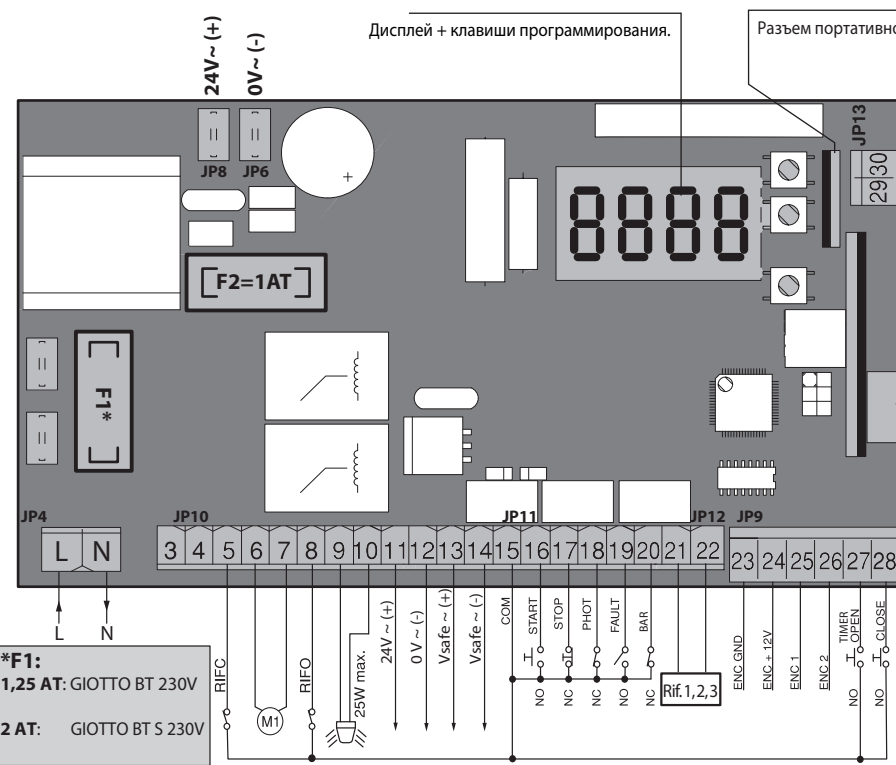 Дисплей + клавиши программирования.
Разъем портативно
24V~ (+)
0V~ (-)
JP8
JP6
+
JP13
29 30
F2=1AT
8888
F1*
JP4
JP10
JP11
JP12
JP9
L N
3 4 5 6 7 8 9 10 11 12 13 14 15 16 17 18 19 20 21 22
23 24 25 26 27 28
L
N
RIFC
M1
RIFO
25W max.
24V ~ (+)
0 V ~ (-)
Vsafe ~ (+)
Vsafe ~ (-)
COM
START
STOP
PHOT
FAULT
BAR
NO
NC
NC
NO
NC
Rif. 1, 2, 3
ENC GND
ENC + 12V
ENC 1
ENC 2
TIMER
OPEN
CLOSE
NO
NO
*F1:
1,25 AT: GIOTTO BT 230V
2 AT: GIOTTO BT S 230V